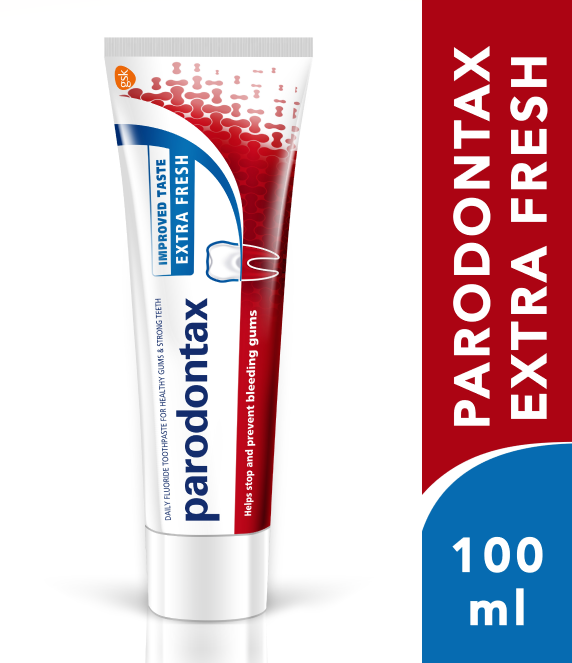 gsk
IMPROVED TASTE
EXTRA FRESH
parodontax
DAILY FLUORIDE TOOTHPASTE FOR HEALTHY GUMS & STRONG TEETH
Helps stop and prevent bleeding gums
PARODONTAX
EXTRA FRESH
100
ml